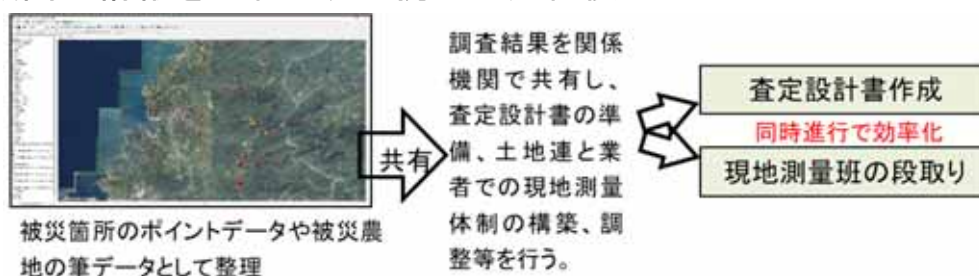 共有
被災箇所のポイントデータや被災農
地の筆データとして整理
調査結果を関係
機関で共有し、
査定設計書の準
備、土地連と業
者での現地測量
体制の構築、調
整等を行う。
査定設計書作成
同時進行で効率化
現地測量班の段取り